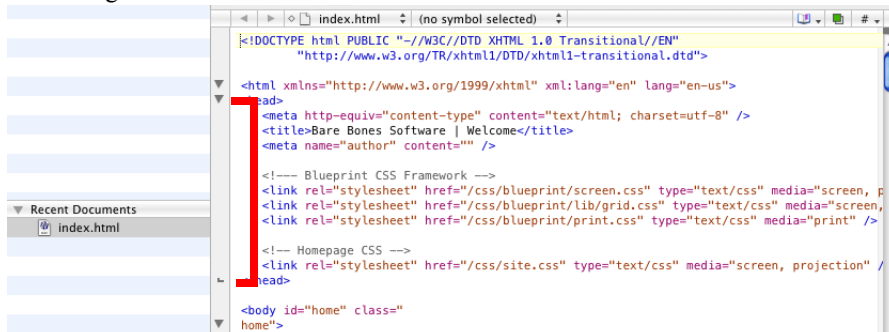 index.html (no symbol selected) #
<!DOCTYPE html PUBLIC "-//W3C//DTD XHTML 1.0 Transitional//EN"
"http://www.w3.org/TR/xhtml1/DTD/xhtml1-transitional.dtd">
<html xmlns="http://www.w3.org/1999/xhtml" xml:lang="en" lang="en-us">
ead>
<meta http-equiv="content-type" content="text/html; charset=utf-8" />
<title>Bare Bones Software | Welcome</title>
<meta name="author" content="" />
<!--- Blueprint CSS Framework -->
<link rel="stylesheet" href="/css/blueprint/screen.css" type="text/css" media="screen, p
<link rel="stylesheet" href="/css/blueprint/lib/grid.css" type="text/css" media="screen,
<link rel="stylesheet" href="/css/blueprint/print.css" type="text/css" media="print" />
<!-- Homepage CSS -->
<link rel="stylesheet" href="/css/site.css" type="text/css" media="screen, projection" /
head>
<body id="home" class="
home">
Recent Documents
index.html